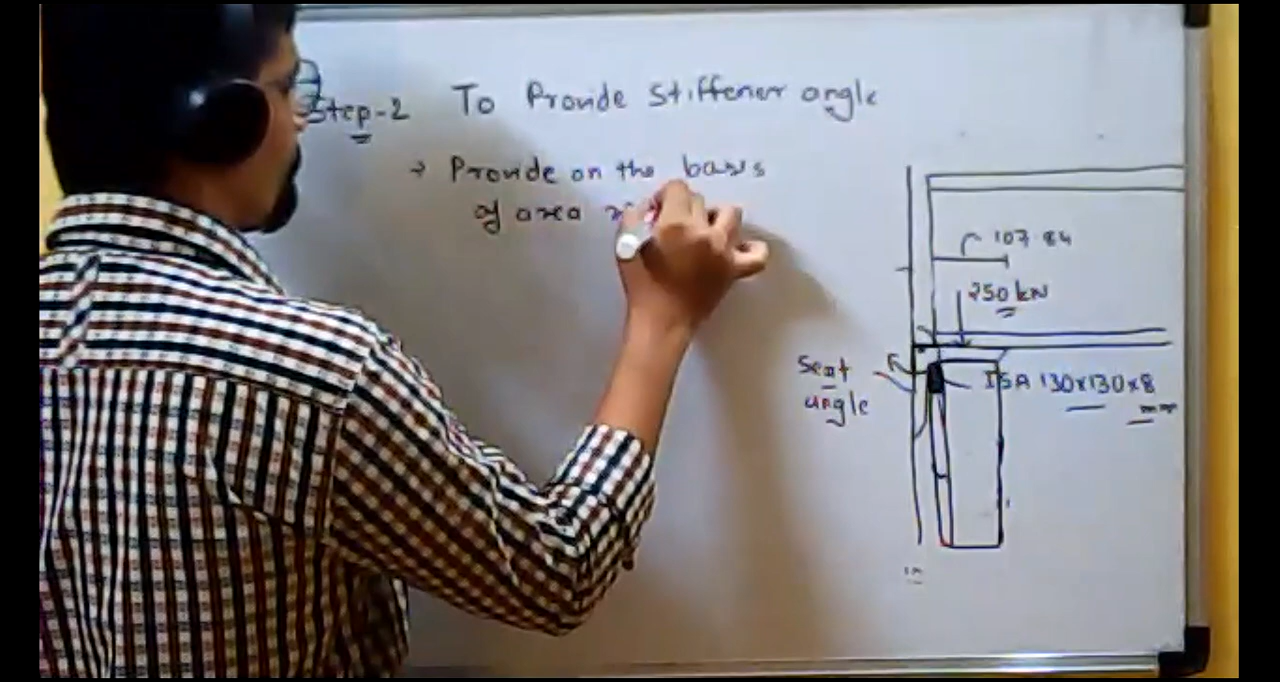 Step-2 To Provide Stiffener angle
→ Provide on the basis
of area
107.84
250 kN
Seat
angle
ISA 130x130x8
mm